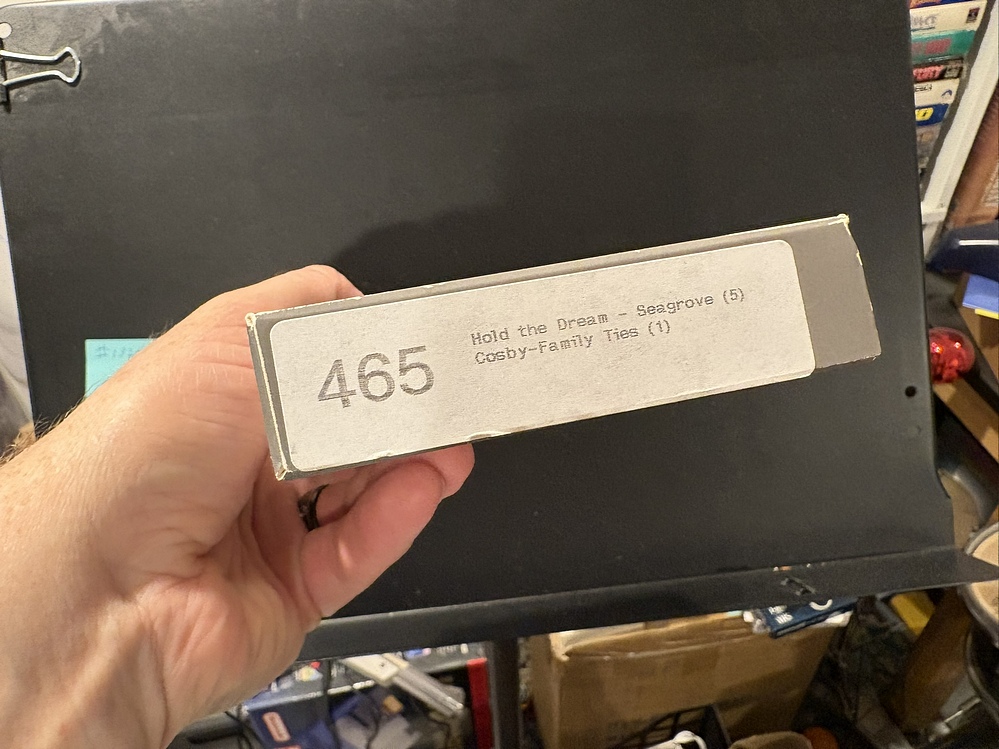 465
Hold the Dream - Seagrove (5)
Cosby-Family Ties (1)